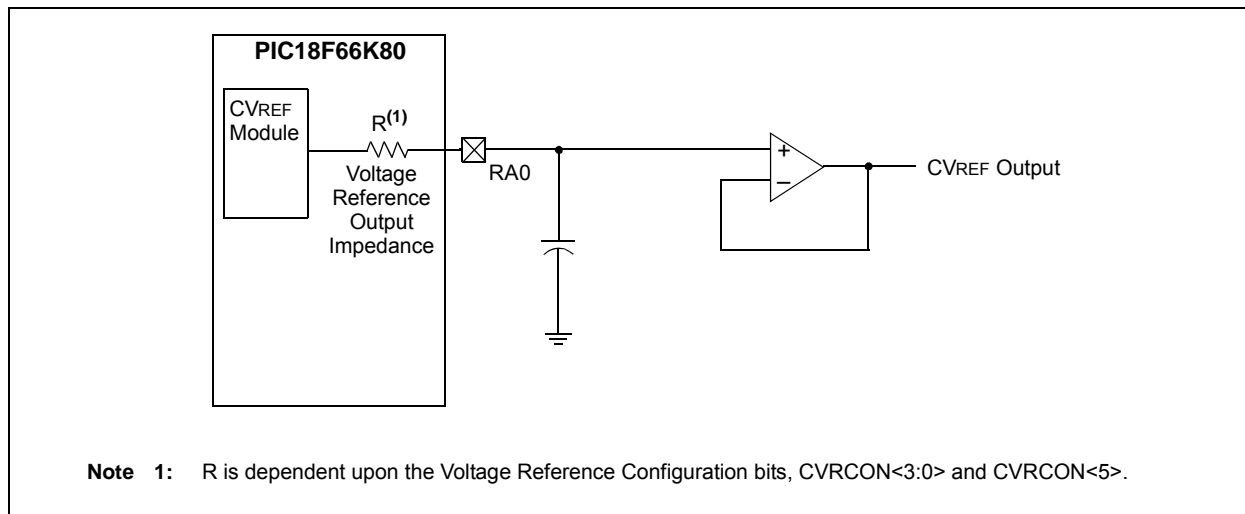 PIC18F66K80
CVREF
Module
R(1)
Voltage
Reference
Output
Impedance
RA0
+
–
CVREF Output
Note 1: R is dependent upon the Voltage Reference Configuration bits, CVRCON<3:0> and CVRCON<5>.